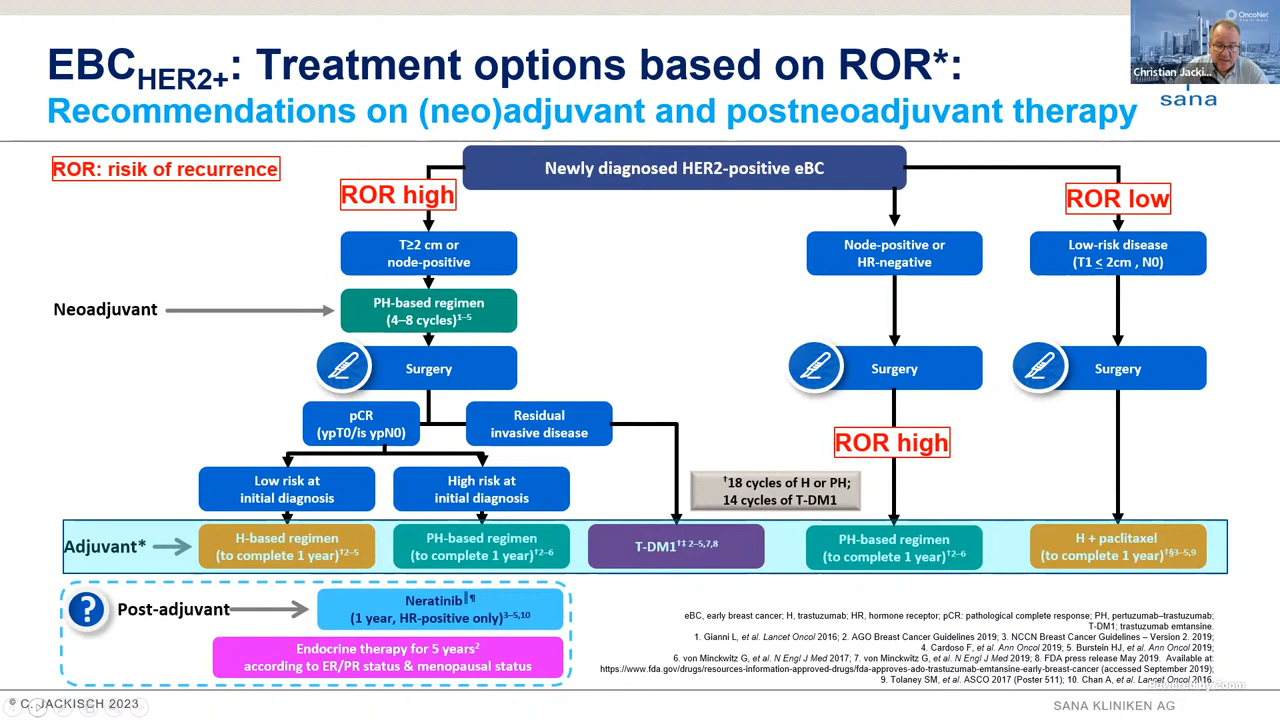 OncoNet
Christian Jacki...
sana
EBC HER2+: Treatment options based on ROR*:
Recommendations on (neo)adjuvant and postneoadjuvant therapy
ROR: risik of recurrence
Newly diagnosed HER2-positive eBC
ROR high
ROR low
T≥2 cm or
node-positive
Node-positive or
HR-negative
Low-risk disease
(T1 ≤ 2cm , N0)
Neoadjuvant
PH-based regimen
(4–8 cycles)1–5
Surgery
Surgery
Surgery
pCR
(ypT0/is ypN0)
Residual
invasive disease
ROR high
Low risk at
initial diagnosis
High risk at
initial diagnosis
†18 cycles of H or PH;
14 cycles of T-DM1
Adjuvant*
H-based regimen
(to complete 1 year)†2–5
PH-based regimen
(to complete 1 year)†2–6
T-DM1†‡ 2–5,7,8
PH-based regimen
(to complete 1 year)†2–6
H + paclitaxel
(to complete 1 year)†§3–5,9
?
Post-adjuvant
Neratinib‖¶
(1 year, HR-positive only)3–5,10
Endocrine therapy for 5 years2
according to ER/PR status & menopausal status
eBC, early breast cancer; H, trastuzumab; HR, hormone receptor; pCR: pathological complete response; PH, pertuzumab–trastuzumab;
T-DM1; trastuzumab emtansine.
1. Gianni L, et al. Lancet Oncol 2016; 2. AGO Breast Cancer Guidelines 2019; 3. NCCN Breast Cancer Guidelines – Version 2. 2019;
4. Cardoso F, et al. Ann Oncol 2019; 5. Burstein HJ, et al. Ann Oncol 2019;
6. von Minckwitz G, et al. N Engl J Med 2017; 7. von Minckwitz G, et al. N Engl J Med 2019; 8. FDA press release May 2019. Available at:
https://www.fda.gov/drugs/resources-information-approved-drugs/fda-approves-ado-trastuzumab-emtansine-early-breast-cancer (accessed September 2019);
9. Tolaney SM, et al. ASCO 2017 (Poster 511); 10. Chan A, et al. Lancet Oncol 2016.
Powered by Zoom
© C. JACKISCH 2023
SANA KLINIKEN AG